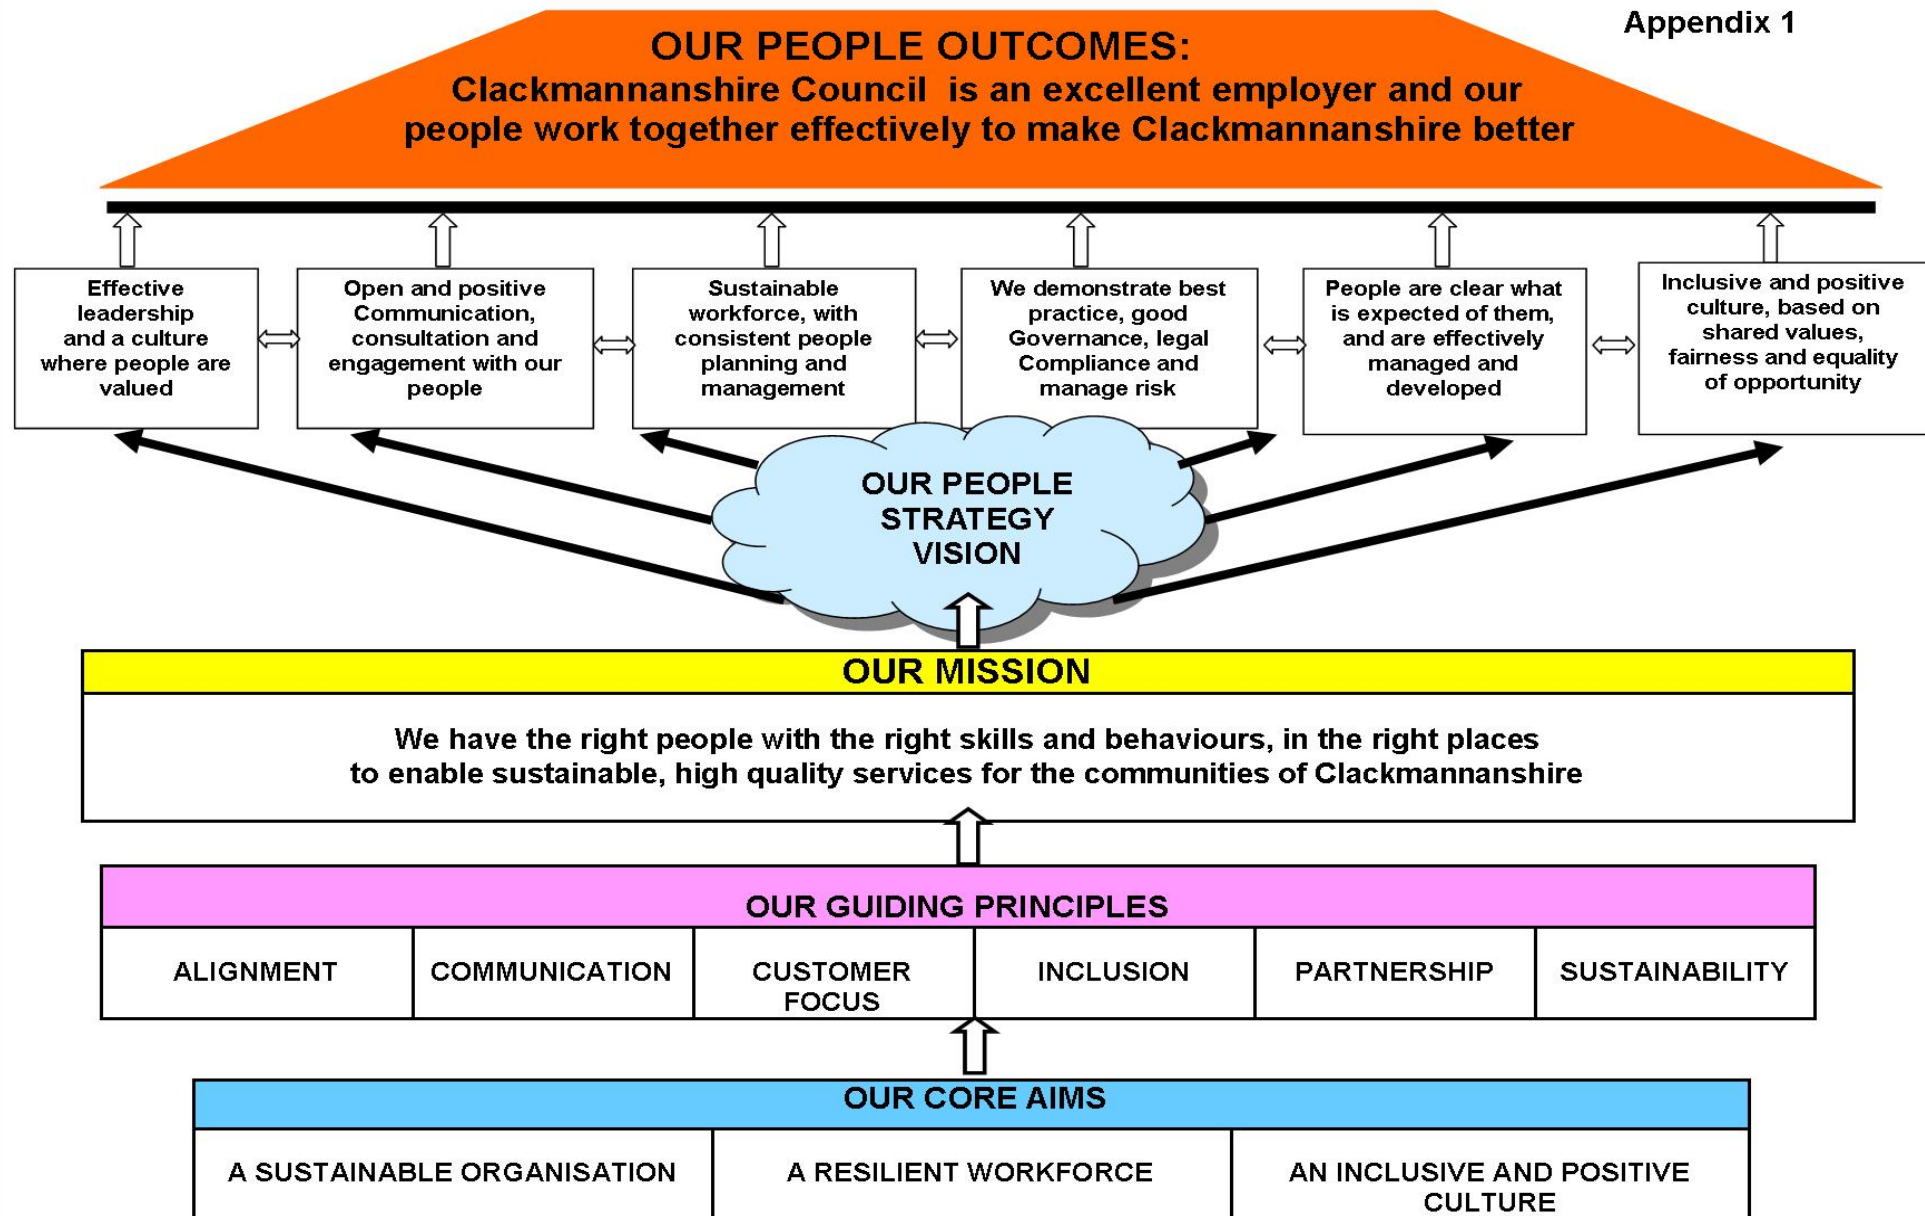 Appendix 1
OUR PEOPLE OUTCOMES:
Clackmannanshire Council is an excellent employer and our
people work together effectively to make Clackmannanshire better
Effective
leadership
and a culture
where people are
valued
Open and positive
Communication,
consultation and
engagement with our
people
Sustainable
workforce, with
consistent people
planning and
management
We demonstrate best
practice, good
Governance, legal
Compliance and
manage risk
People are clear what
is expected of them,
and are effectively
managed and
developed
Inclusive and positive
culture, based on
shared values,
fairness and equality
of opportunity
OUR PEOPLE
STRATEGY
VISION
OUR MISSION
We have the right people with the right skills and behaviours, in the right places
to enable sustainable, high quality services for the communities of Clackmannanshire
OUR GUIDING PRINCIPLES
ALIGNMENT
COMMUNICATION
CUSTOMER
FOCUS
INCLUSION
PARTNERSHIP
SUSTAINABILITY
OUR CORE AIMS
A SUSTAINABLE ORGANISATION
A RESILIENT WORKFORCE
AN INCLUSIVE AND POSITIVE
CULTURE